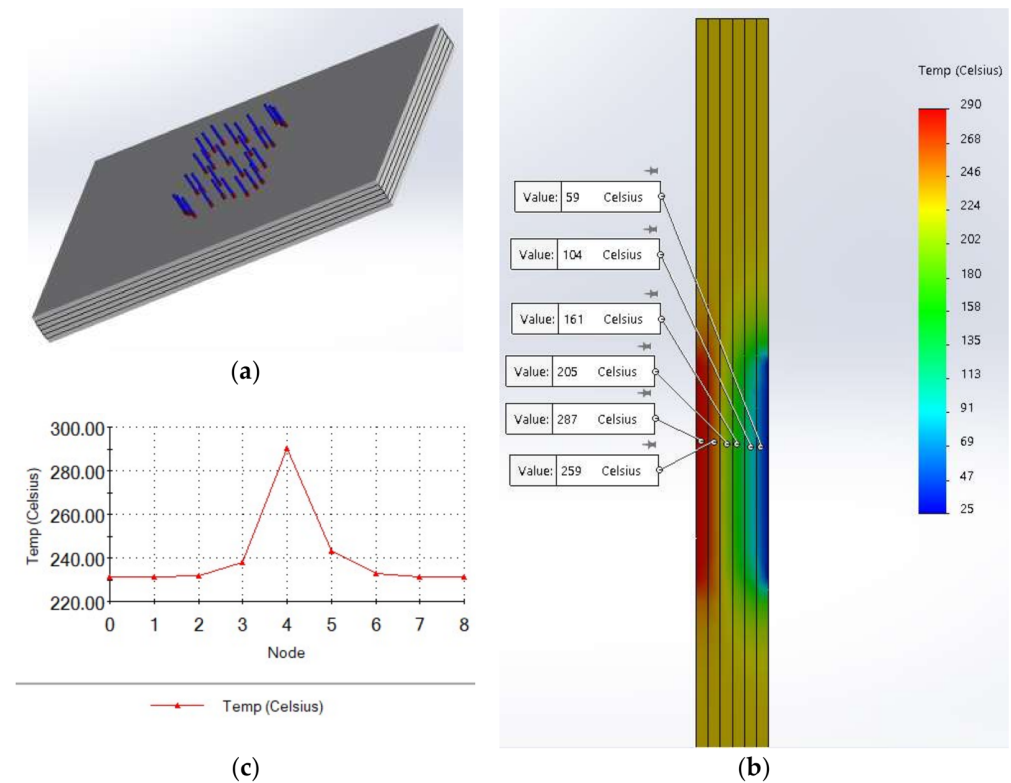 (a)
300.00
280.00
260.00
240.00
220.00
Temp (Celsius)
0 1 2 3 4 5 6 7 8
Node
Temp (Celsius)
(c)
Value: 59 Celsius
Value: 104 Celsius
Value: 161 Celsius
Value: 205 Celsius
Value: 287 Celsius
Value: 259 Celsius
Temp (Celsius)
290
268
246
224
202
180
158
135
113
91
69
47
25
(b)